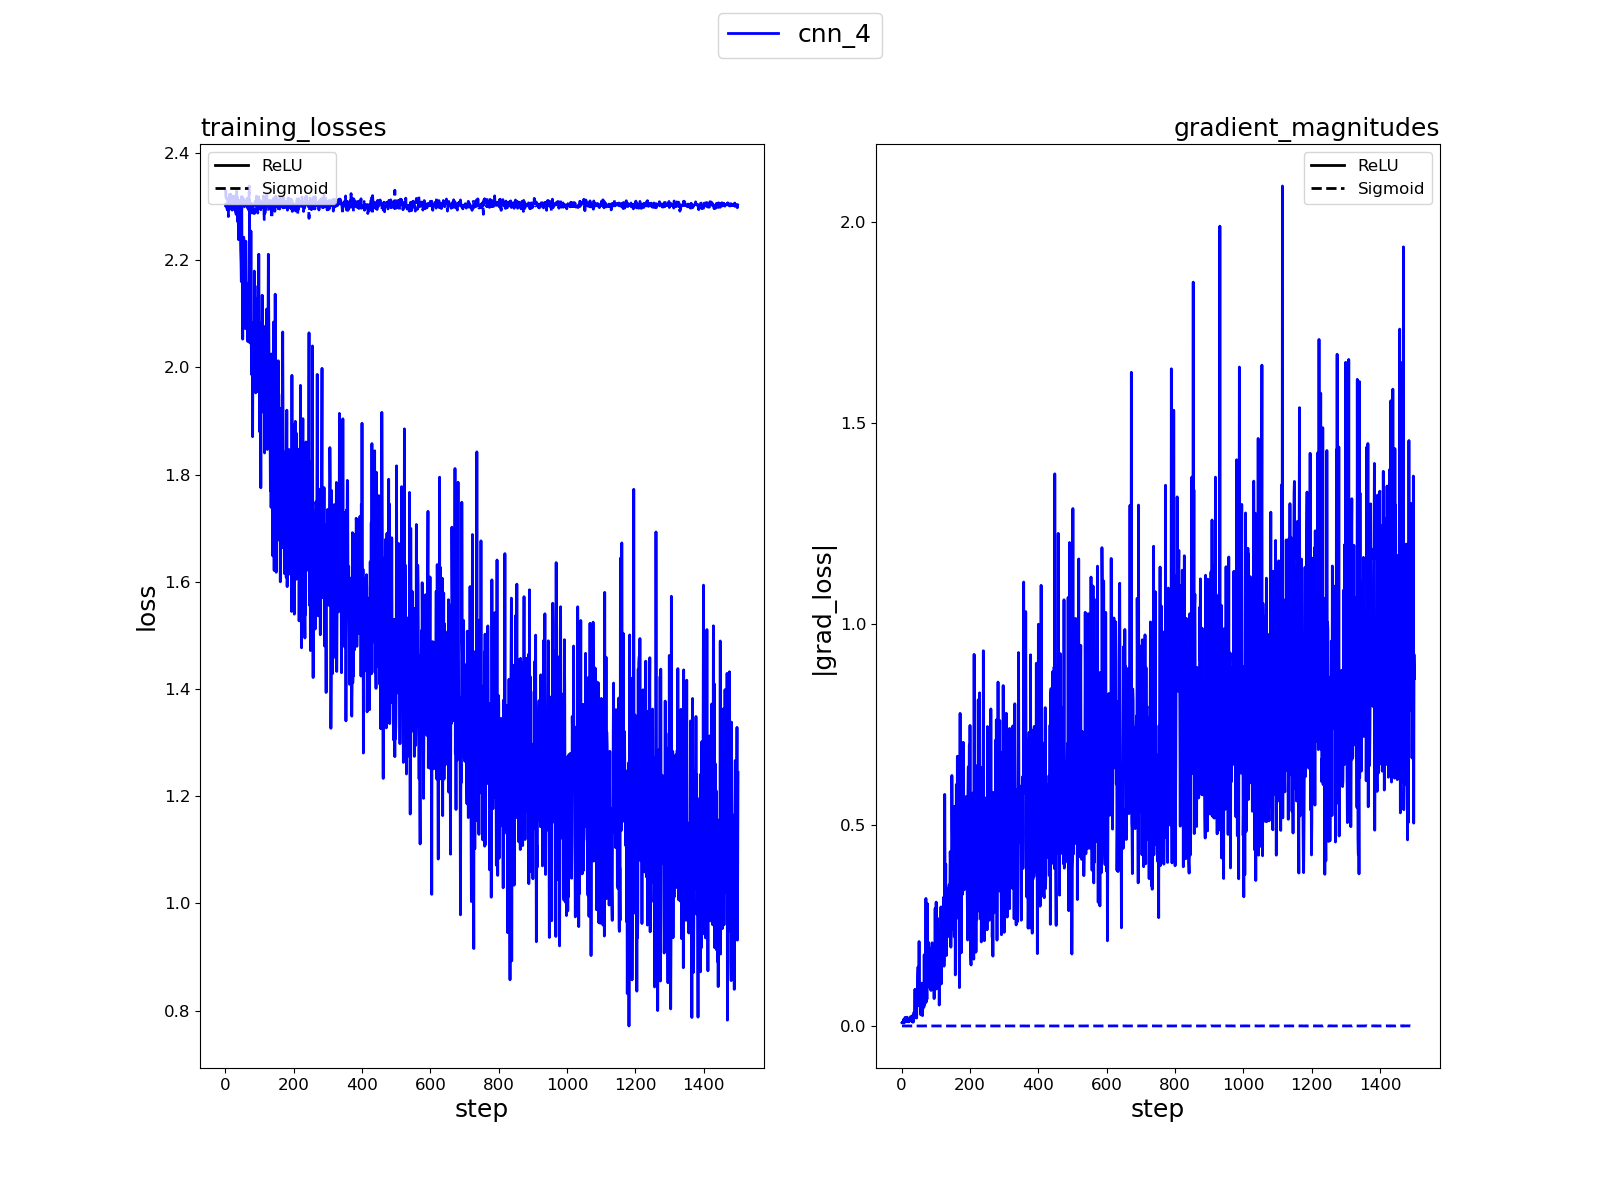 cnn_4
training_losses
gradient_magnitudes
ReLU
Sigmoid
ReLU
Sigmoid
loss
2.4
2.2
2.0
1.8
1.6
1.4
1.2
1.0
0.8
0 200 400 600 800 1000 1200 1400
step
|grad_loss|
2.0
1.5
1.0
0.5
0.0
0 200 400 600 800 1000 1200 1400
step